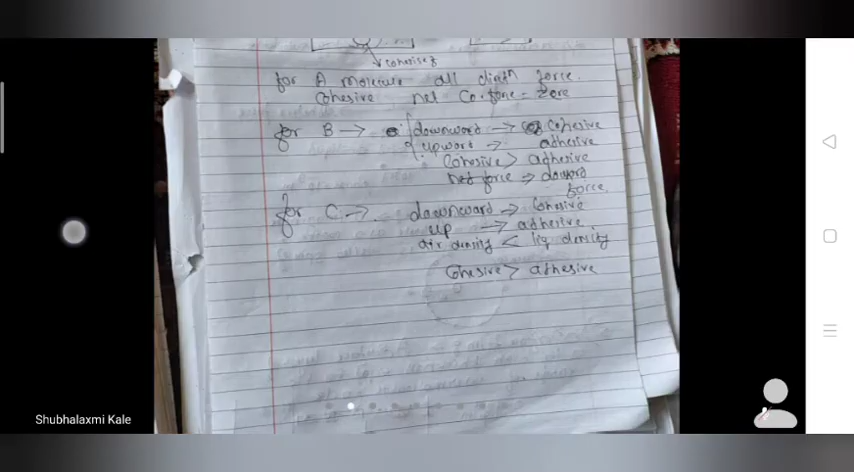 cohesive f
for A molecule all dirctn force
Cohesive net Co. force = zero
for B → downward → cohesive
upward → adhesive
Cohesive > adhesive
net force ⇒ downward
force
for C → downward → Cohesive
up → adhesive
air density < liq density
Cohesive > adhesive
Shubhalaxmi Kale